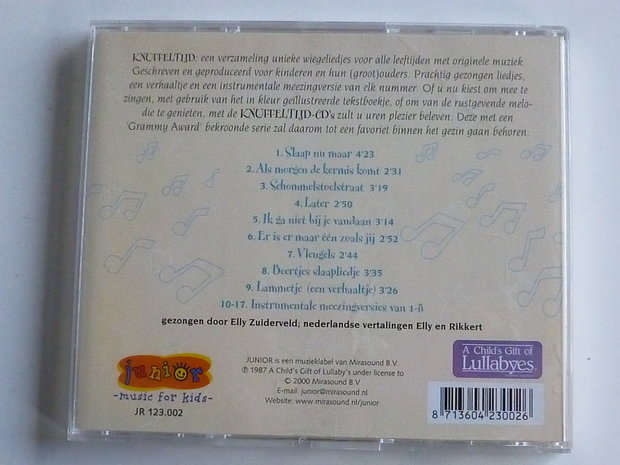 KNUFFELTIJD: een verzameling unieke wiegeliedjes voor alle leeftijden met originele muziek.
Geschreven en geproduceerd voor kinderen en hun (groot)ouders. Prachtig gezongen liedjes,
een verhaaltje en een instrumentale meezingversie van elk nummer. Of u nu kiest om mee te
zingen, met gebruik van het in kleur geïllustreerde tekstboekje, of om van de rustgevende melo-
die te genieten, met de KNUFFELTIJD-CD's zult u uren plezier beleven. Deze met een
'Grammy Award' bekroonde serie zal daarom tot een favoriet binnen het gezin gaan behoren.
1. Slaap nu maar 4'23
2. Als morgen de kermis komt 2'31
3. Schommelstoelstraat 3'19
4. Later 2'50
5. Ik ga niet bij je vandaan 3'14
6. Er is er maar één zoals jij 2'52
7. Vleugels 2'44
8. Beertjes slaapliedje 3'35
9. Lammetje (een verhaaltje) 3'26
10-17. Instrumentale meezingversies van 1-8
gezongen door Elly Zuiderveld; nederlandse vertalingen Elly en Rikkert
junior
-music for kids-
JR 123.002
JUNIOR is een muzieklabel van Mirasound B.V.
℗ 1987 A Child's Gift of Lullaby's under license to
© 2000 Mirasound B.V.
E-mail: junior@mirasound.nl
Website: www.mirasound.nl/junior
A Child's Gift of
Lullabyes
8 713604 230026